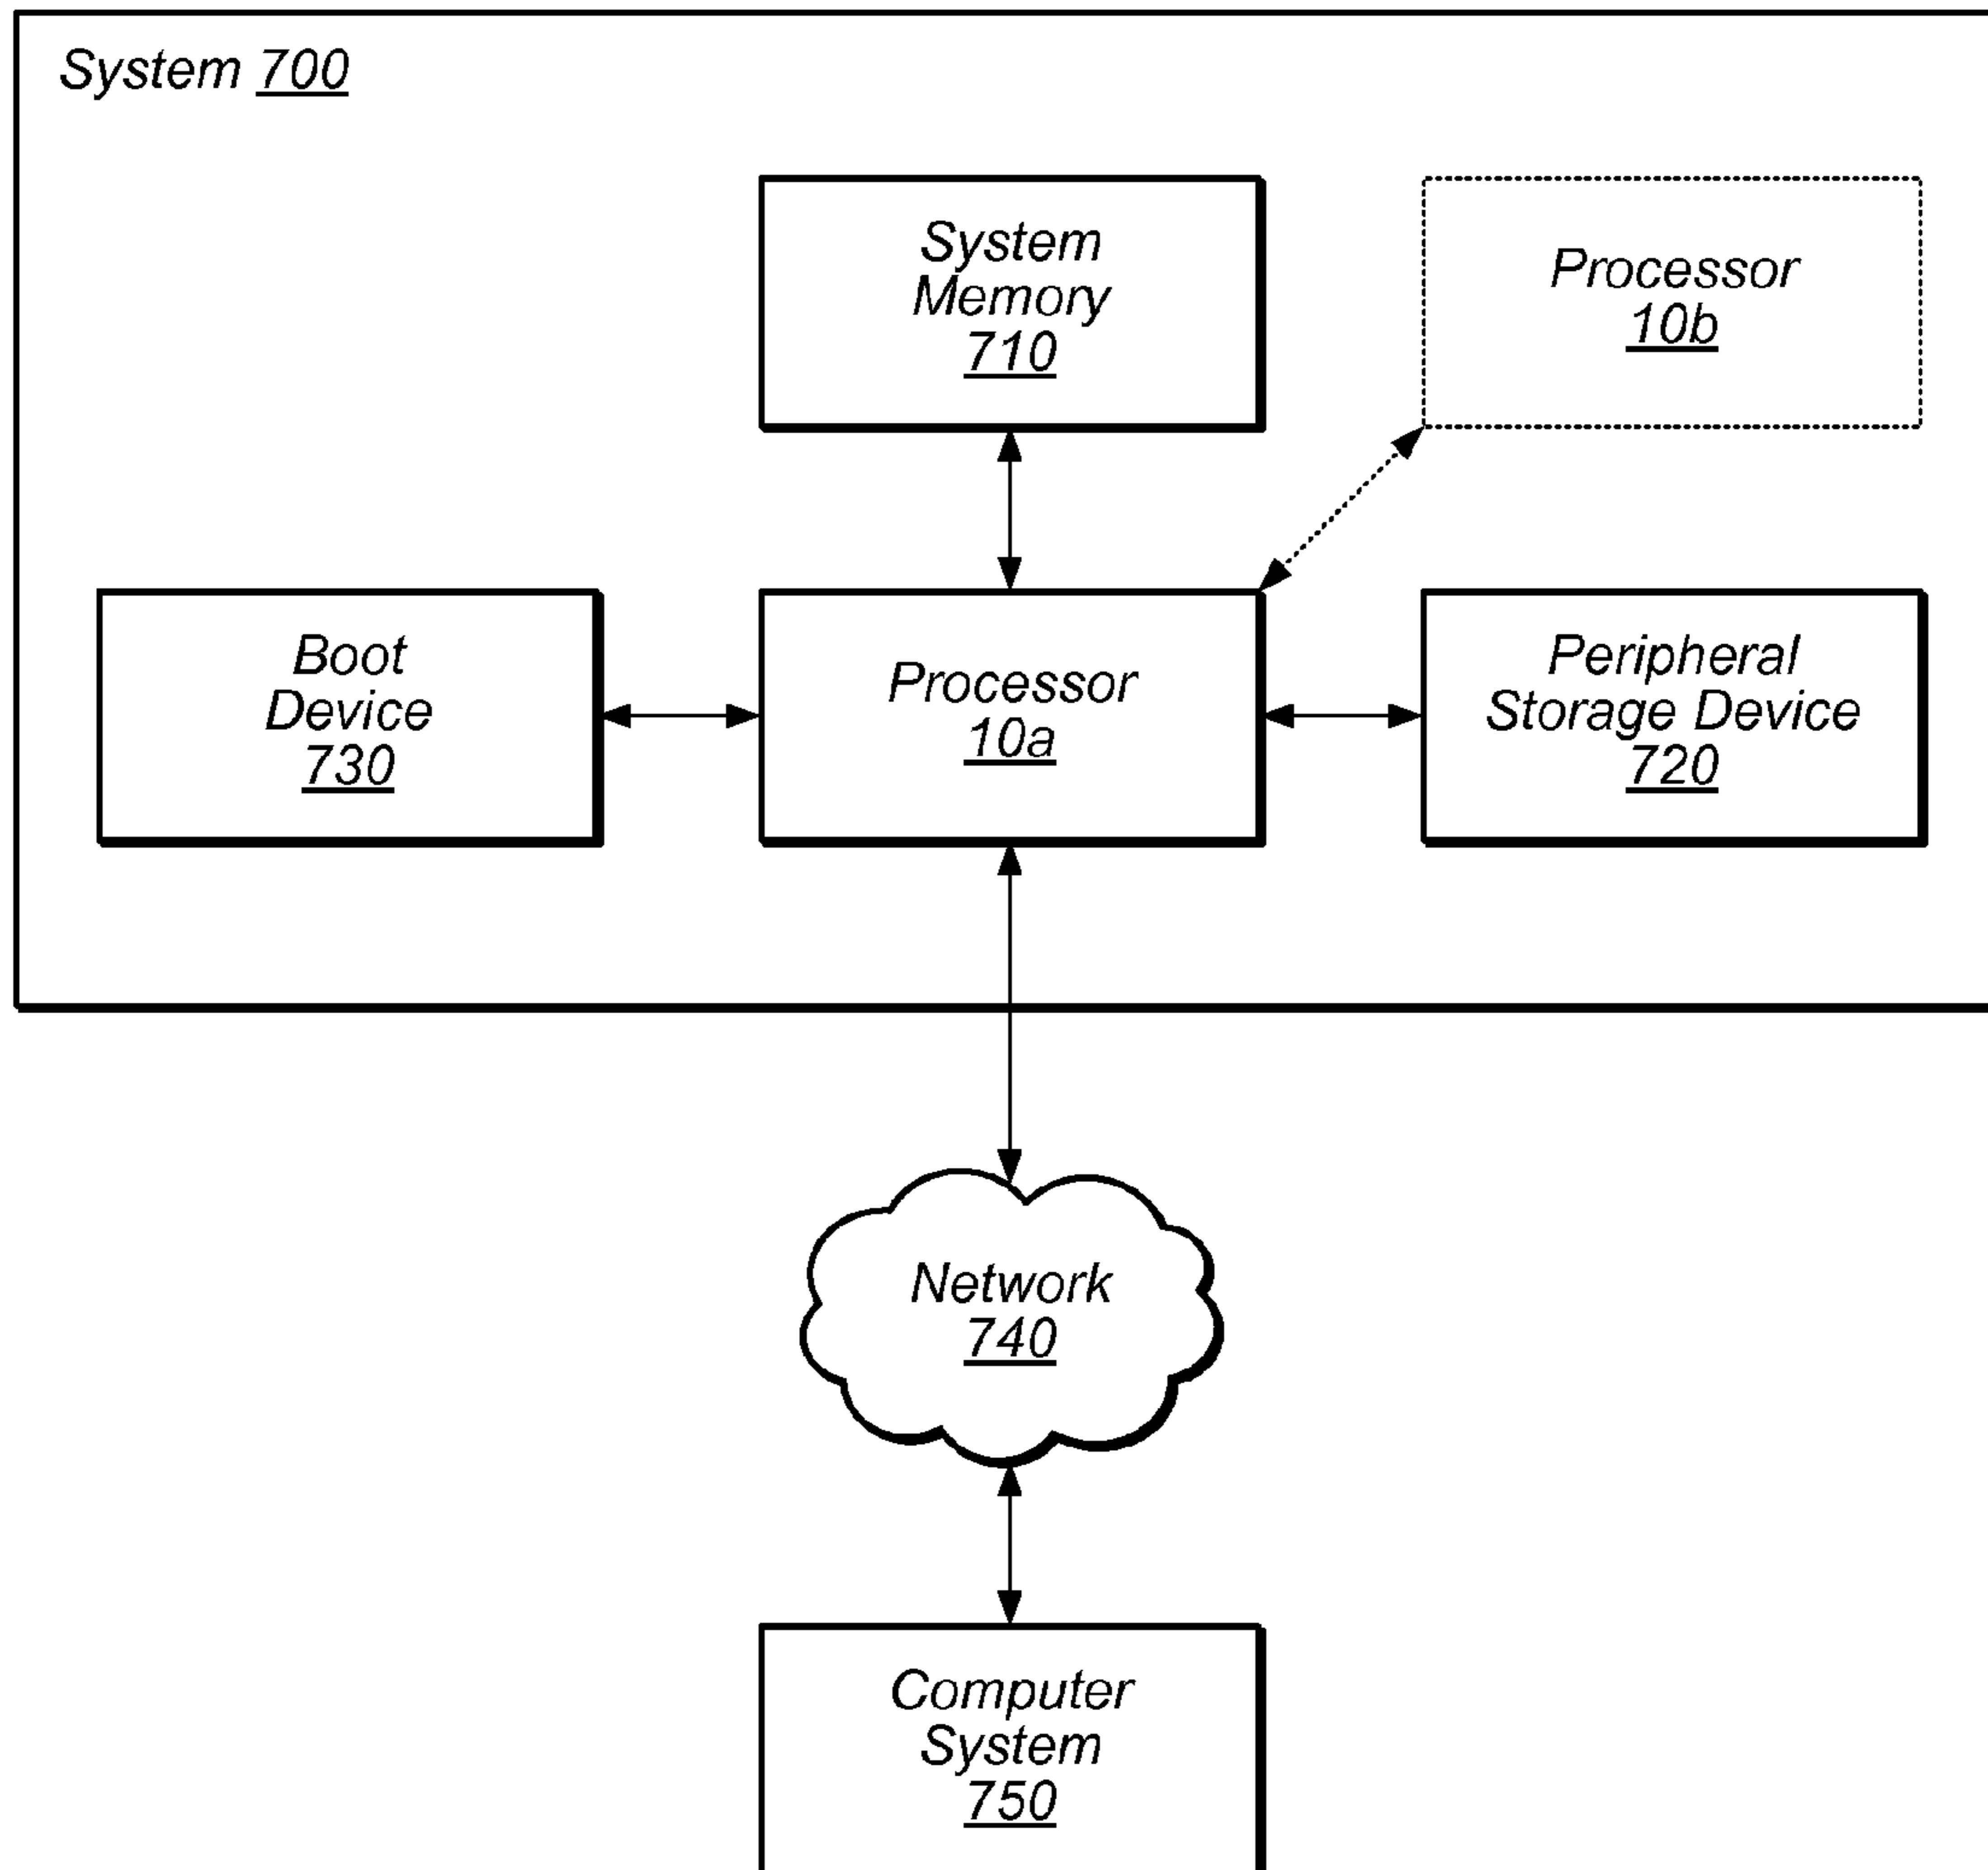 System 700
System
Memory
710
Processor
10b
Boot
Device
730
Processor
10a
Peripheral
Storage Device
720
Network
740
Computer
System
750